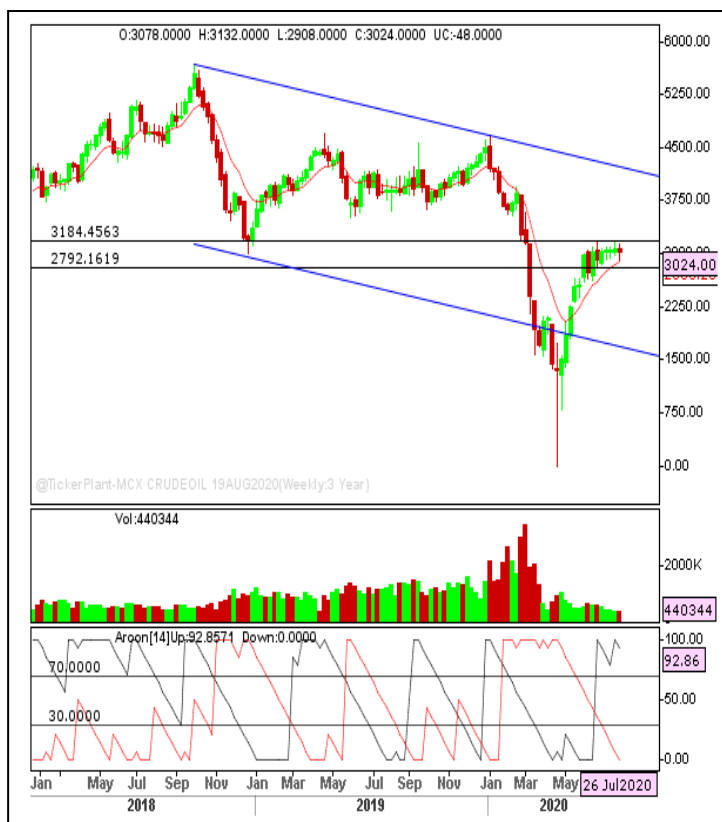 O:3078.0000 H:3132.0000 L:2908.0000 C:3024.0000 UC:-48.0000
6000.00
5250.00
4500.00
3750.00
3184.4563
2792.1619
3024.00
2250.00
1500.00
750.00
0.00
@TickerPlant-MCX CRUDEOIL 19AUG2020(Weekly:3 Year)
Vol:440344
2000K
440344
Aroon[14]Up:92.8571 Down:0.0000
100.00
92.86
70.0000
50.00
30.0000
0.00
Jan May Jul Sep Nov Jan Mar May Jul Sep Nov Jan Mar May 26 Jul2020
2018 2019 2020